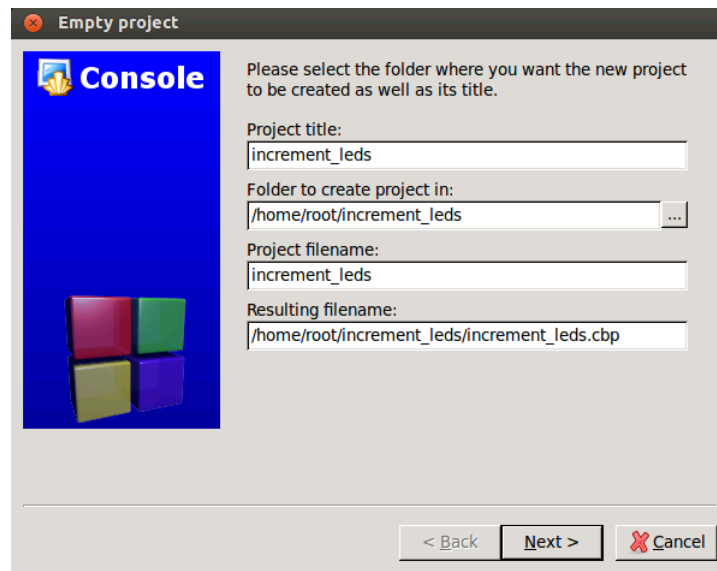 Empty project
Console
Please select the folder where you want the new project
to be created as well as its title.
Project title:
increment_leds
Folder to create project in:
/home/root/increment_leds
...
Project filename:
increment_leds
Resulting filename:
/home/root/increment_leds/increment_leds.cbp
< Back
Next >
Cancel